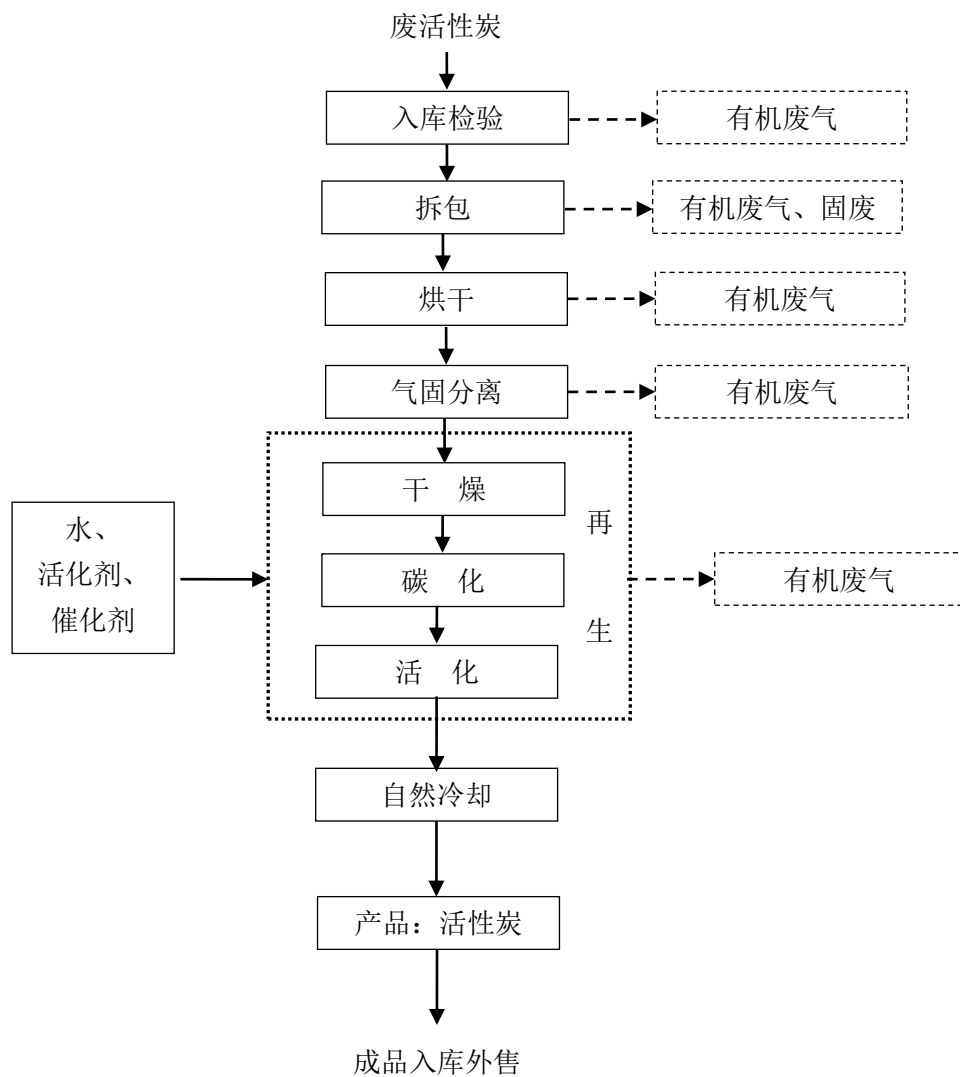 废活性炭
入库检验
有机废气
拆包
有机废气、固废
烘干
有机废气
气固分离
有机废气
干 燥
再
生
水、
活化剂、
催化剂
碳 化
有机废气
活 化
自然冷却
产品：活性炭
成品入库外售